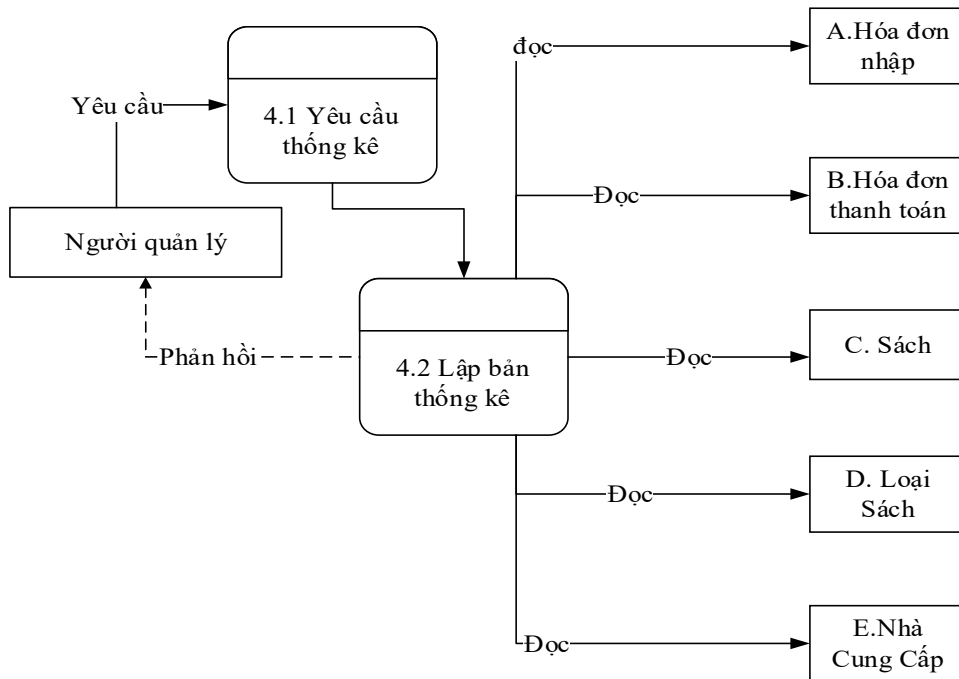 đọc
A.Hóa đơn
nhập
Yêu cầu
4.1 Yêu cầu
thống kê
Đọc
B.Hóa đơn
thanh toán
Người quản lý
Phản hồi
4.2 Lập bản
thống kê
Đọc
C. Sách
Đọc
D. Loại
Sách
Đọc
E.Nhà
Cung Cấp